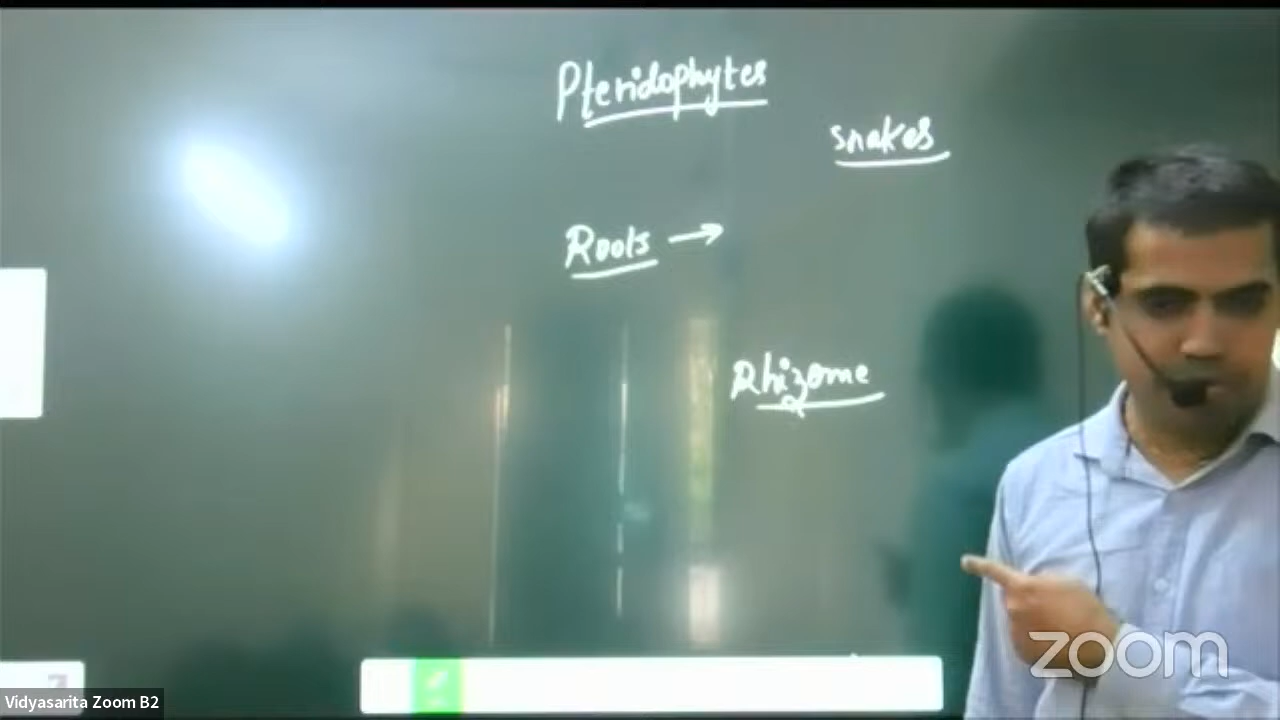 Pteridophytes
snakes
Roots →
Rhizome
zoom
Vidyasarita Zoom B2